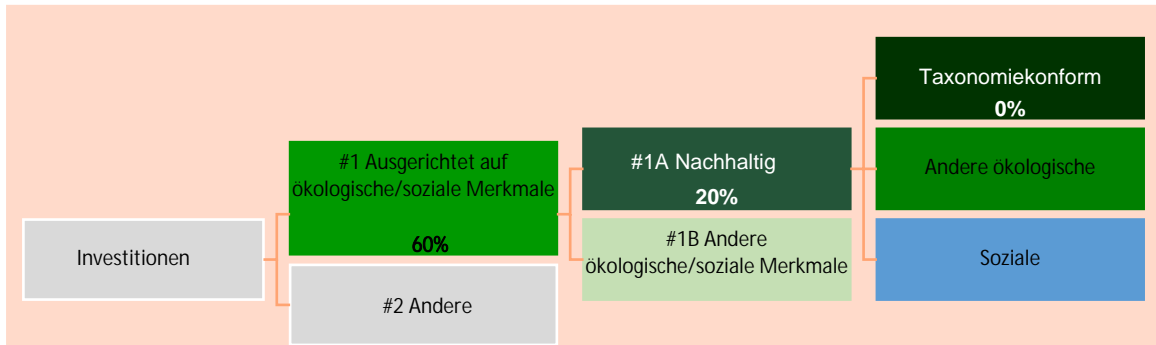 Investitionen
#1 Ausgerichtet auf
ökologische/soziale Merkmale
60%
#2 Andere
#1A Nachhaltig
20%
#1B Andere
ökologische/soziale Merkmale
Taxonomiekonform
0%
Andere ökologische
Soziale